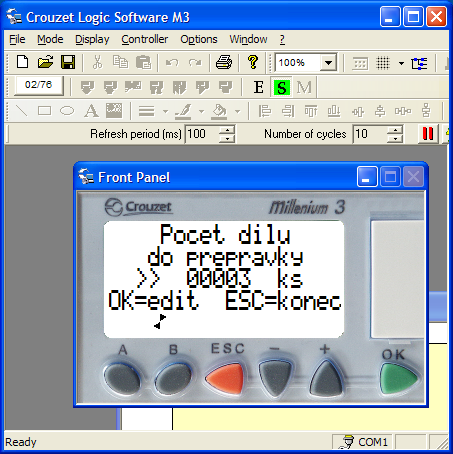 Crouzet Logic Software M3
File Mode Display Controller Options Window ?
100%
02/76 E S M
Refresh period (ms) 100 Number of cycles 10
Front Panel
Crouzet millenium 3
Pocet dilu
do prepravky
>> 00003 ks
OK=edit ESC=konec
A B ESC - + OK
Ready COM1